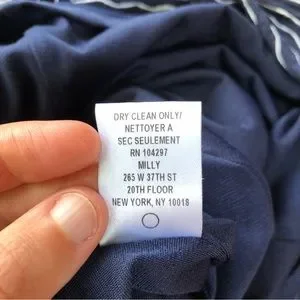 DRY CLEAN ONLY/
NETTOYER A
SEC SEULEMENT
RN 104297
MILLY
265 W 37TH ST
20TH FLOOR
NEW YORK, NY 10018